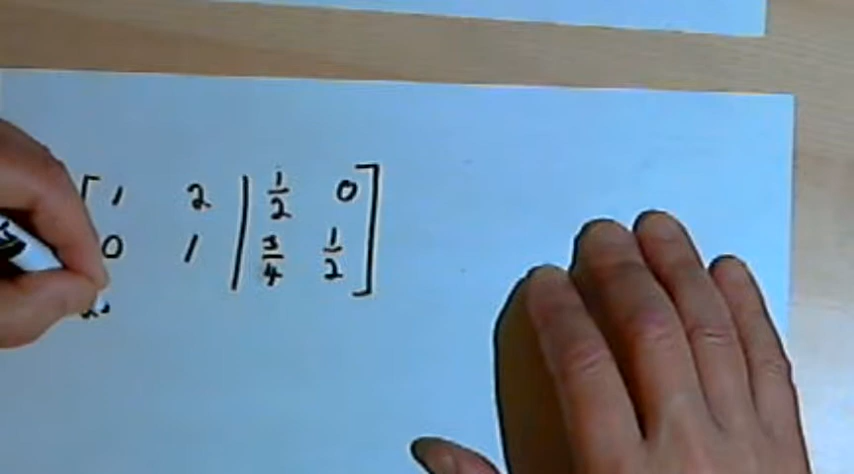 [ 1 2 | 1/2 0 ]
0 1 | 3/4 1/2